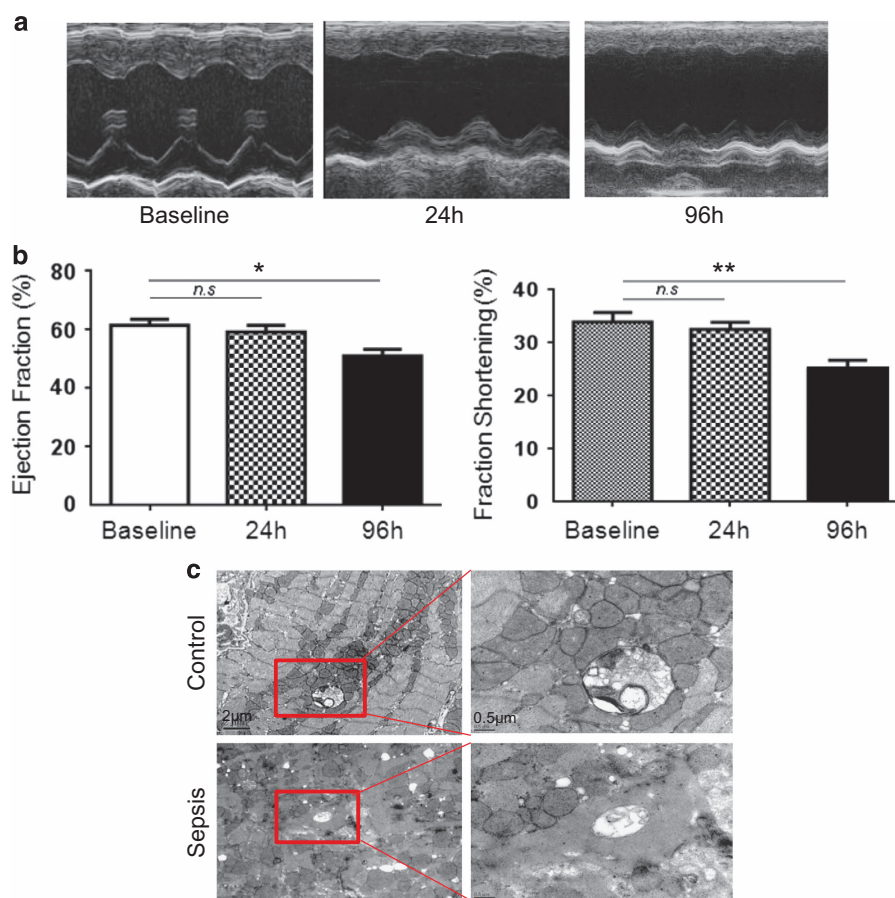 a
Baseline
24h
96h
b
Ejection Fraction (%)
80
60
40
20
0
*
n.s
Baseline
24h
96h
Fraction Shortening(%)
40
30
20
10
0
**
n.s
Baseline
24h
96h
c
Control
2μm
0.5μm
Sepsis